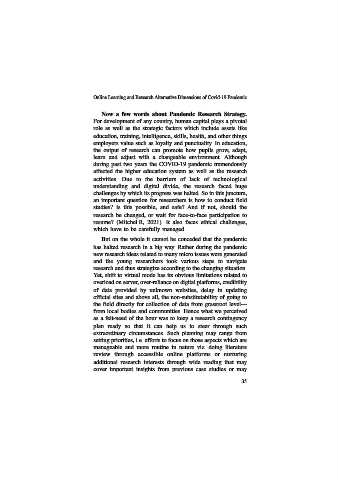 Online Learning and Research Alternative Dimensions of Covid-19 Pandemic
Now a few words about Pandemic Research Strategy.
For development of any country, human capital plays a pivotal
role as well as the strategic factors which include assets like
education, training, intelligence, skills, health, and other things
employers value such as loyalty and punctuality. In education,
the output of research can promote how pupils grow, adapt,
learn and adjust with a changeable environment. Although
during past two years the COVID-19 pandemic tremendously
affected the higher education system as well as the research
activities. Due to the barriers of lack of technological
understanding and digital divide, the research faced huge
challenges by which its progress was halted. So in this juncture,
an important question for researchers is how to conduct field
studies? Is this possible, and safe? And if not, should the
research be changed, or wait for face-to-face participation to
resume? (Mitchell R, 2021). It also faces ethical challenges,
which have to be carefully managed.
But on the whole it cannot be conceded that the pandemic
has halted research in a big way. Rather during the pandemic
new research ideas related to many micro issues were generated
and the young researchers took various steps to navigate
research and thus strategize according to the changing situation.
Yet, shift to virtual mode has its obvious limitations related to
overload on server, over-reliance on digital platforms, credibility
of data provided by unknown websites, delay in updating
official sites and above all, the non-substitutability of going to
the field directly for collection of data from grassroot level—
from local bodies and communities. Hence what we perceived
as a felt-need of the hour was to keep a research contingency
plan ready so that it can help us to steer through such
extraordinary circumstances. Such planning may range from
setting priorities, i.e. efforts to focus on those aspects which are
manageable and more routine in nature viz. doing literature
review through accessible online platforms or nurturing
additional research interests through wide reading that may
cover important insights from previous case studies or may
35